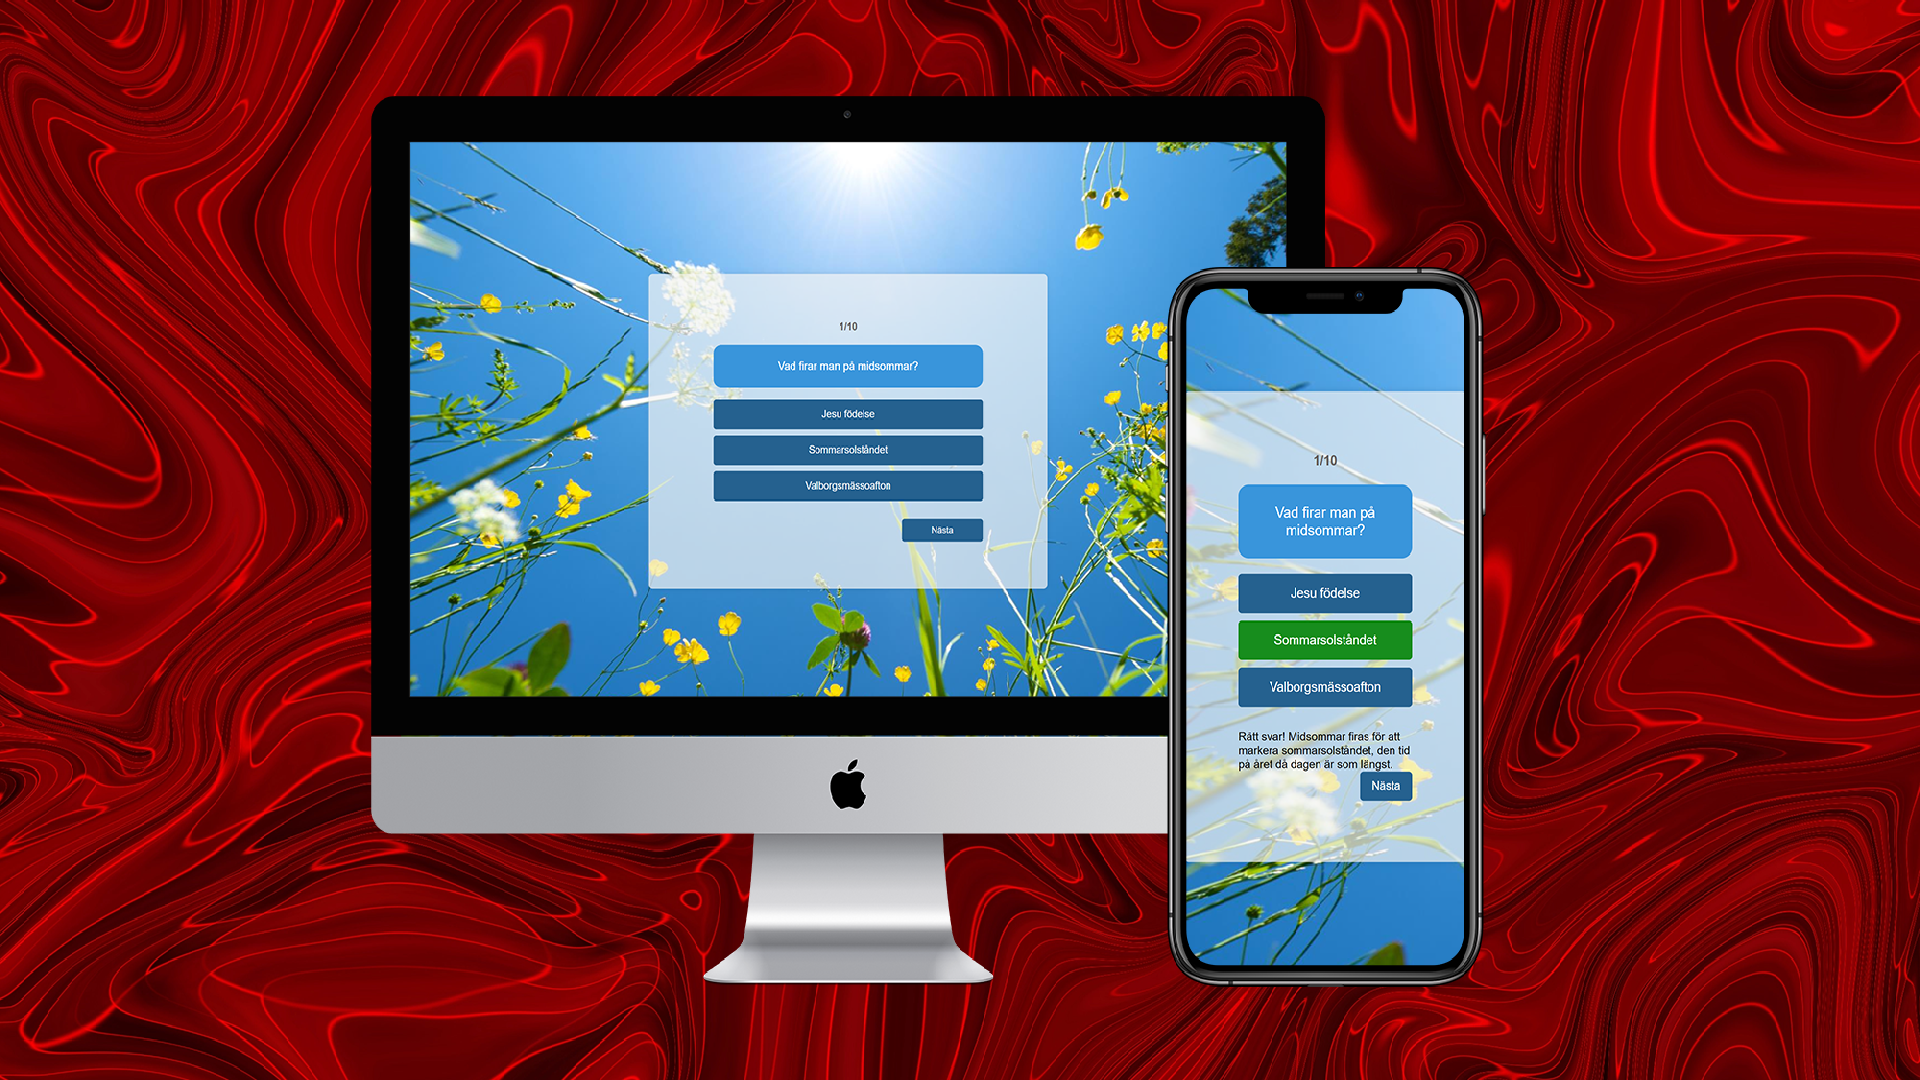 1/10
Vad firar man på midsommar?
Jesu födelse
Sommarsolståndet
Valborgsmässoafton
Nästa
1/10
Vad firar man på
midsommar?
Jesu födelse
Sommarsolståndet
Valborgsmässoafton
Rätt svar! Midsommar firas för att
markera sommarsolståndet, den tid
på året då dagen är som längst.
Nästa